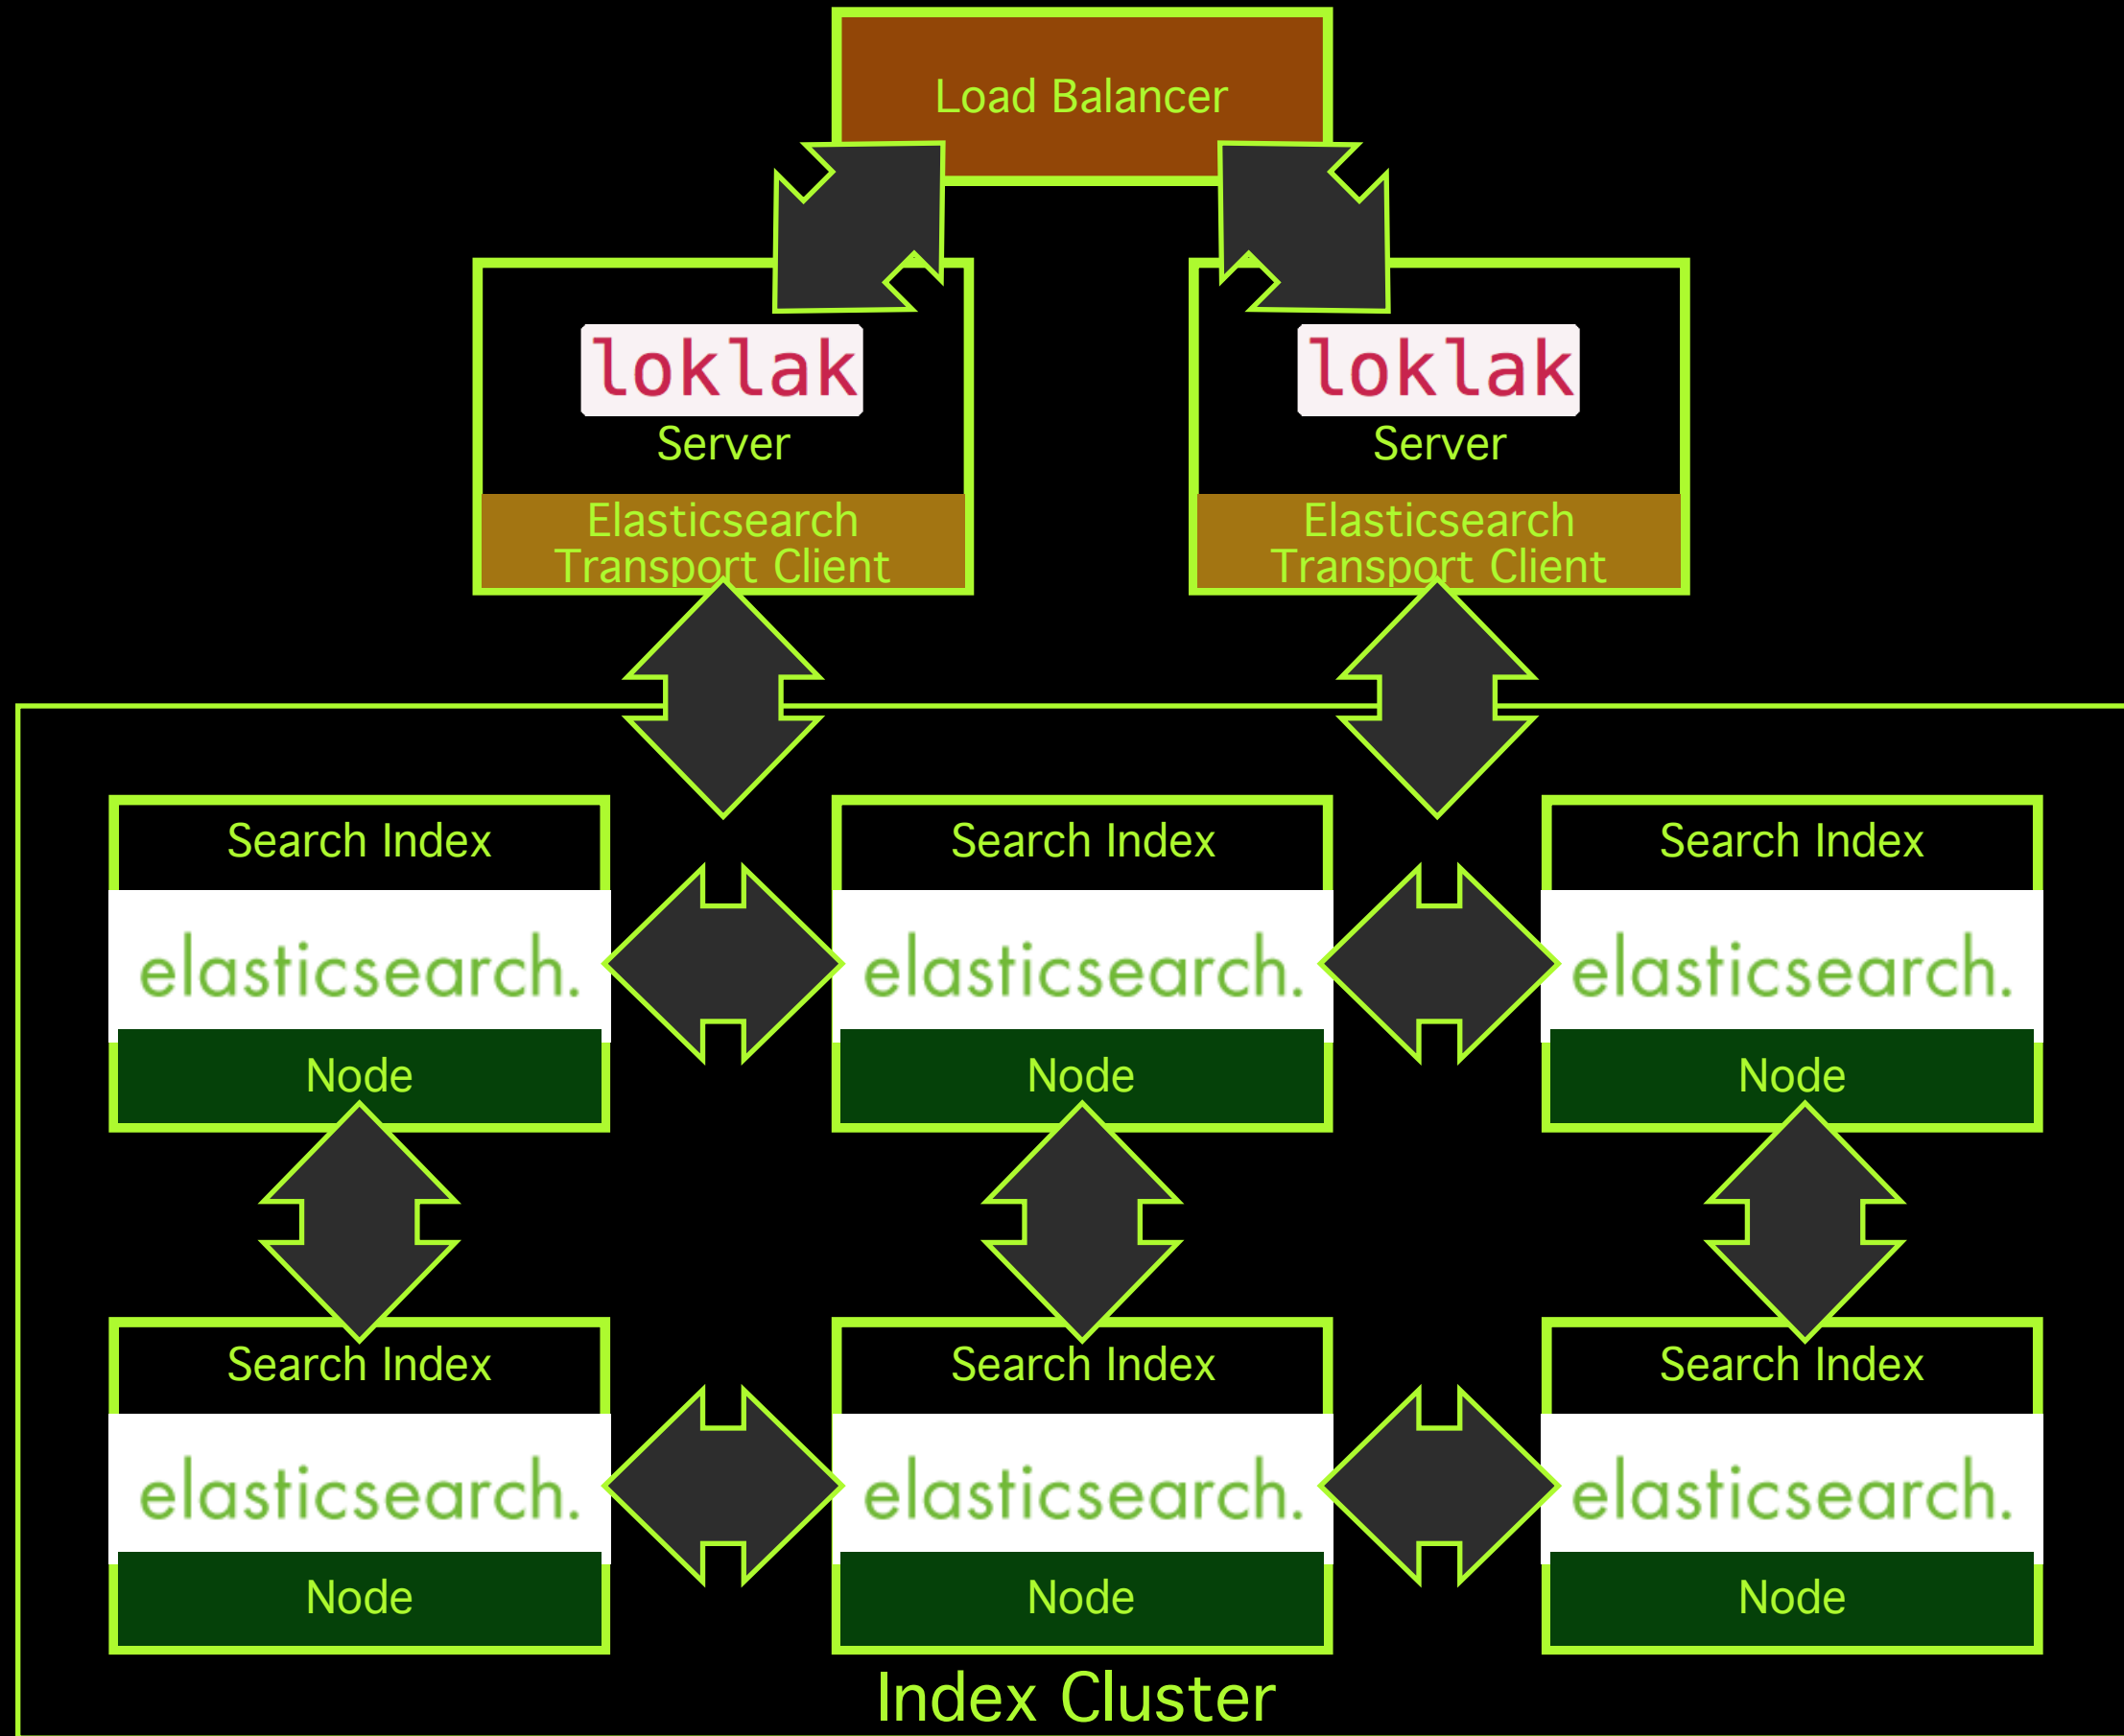 Load Balancer
loklak
Server
Elasticsearch
Transport Client
loklak
Server
Elasticsearch
Transport Client
Search Index
elasticsearch.
Node
Search Index
elasticsearch.
Node
Search Index
elasticsearch.
Node
Search Index
elasticsearch.
Node
Search Index
elasticsearch.
Node
Search Index
elasticsearch.
Node
Index Cluster